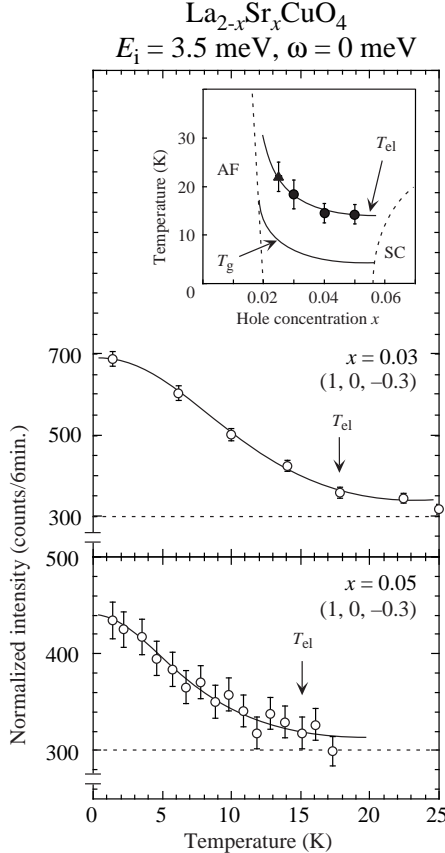 La2-xSrxCuO4
Ei = 3.5 meV, ω = 0 meV
Temperature (K)
30
20
10
0
AF
Tel
Tg
SC
0.02 0.04 0.06
Hole concentration x
Normalized intensity (counts/6min.)
700
500
300
x = 0.03
(1, 0, –0.3)
Tel
500
400
300
x = 0.05
(1, 0, –0.3)
Tel
0 5 10 15 20 25
Temperature (K)